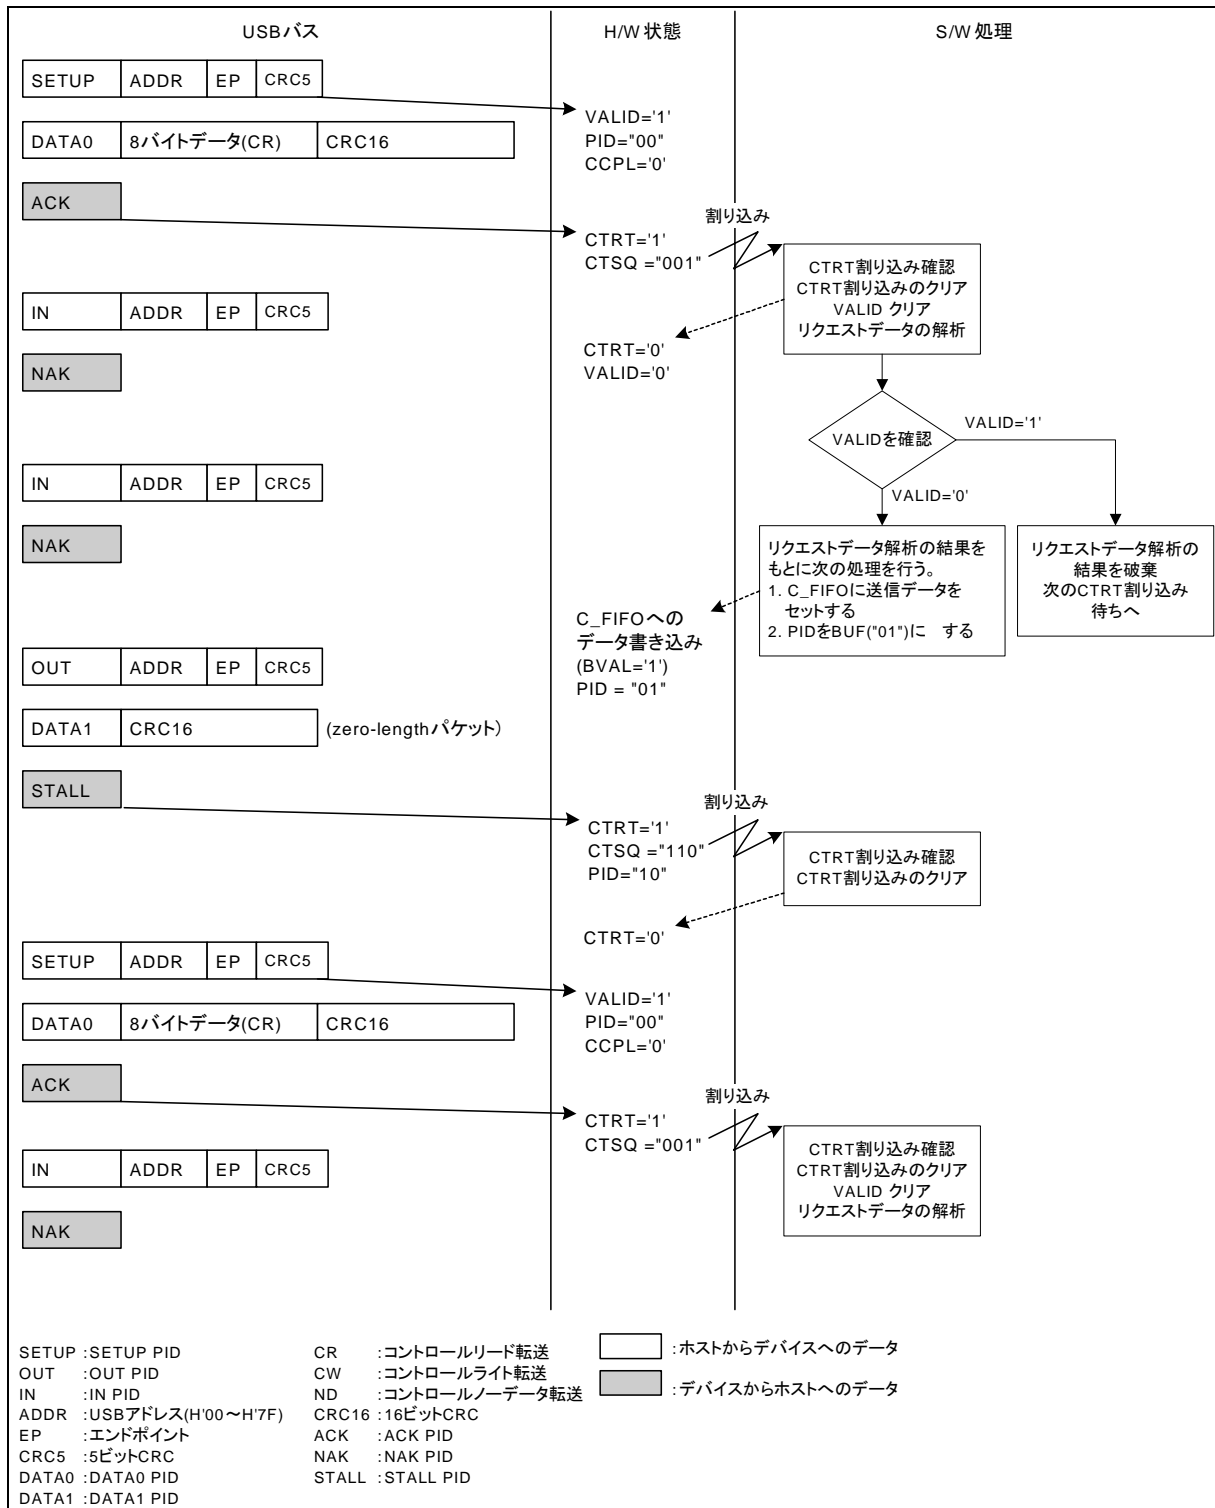 USBバス
H/W 状態
S/W 処理
SETUP ADDR EP CRC5
VALID='1'
PID="00"
CCPL='0'
DATA0 8バイトデータ(CR) CRC16
ACK
割り込み
CTRT='1'
CTSQ ="001"
CTRT割り込み確認
CTRT割り込みのクリア
VALID クリア
リクエストデータの解析
IN ADDR EP CRC5
CTRT='0'
VALID='0'
NAK
VALIDを確認
VALID='1'
VALID='0'
IN ADDR EP CRC5
NAK
リクエストデータ解析の結果を
もとに次の処理を行う。
1. C_FIFOに送信データを
セットする
2. PIDをBUF("01")に する
リクエストデータ解析の
結果を破棄
次のCTRT割り込み
待ちへ
C_FIFOへの
データ書き込み
(BVAL='1')
PID = "01"
OUT ADDR EP CRC5
DATA1 CRC16 (zero-lengthパケット)
STALL
割り込み
CTRT='1'
CTSQ ="110"
PID="10"
CTRT割り込み確認
CTRT割り込みのクリア
CTRT='0'
SETUP ADDR EP CRC5
VALID='1'
PID="00"
CCPL='0'
DATA0 8バイトデータ(CR) CRC16
ACK
割り込み
CTRT='1'
CTSQ ="001"
CTRT割り込み確認
CTRT割り込みのクリア
VALID クリア
リクエストデータの解析
IN ADDR EP CRC5
NAK
SETUP :SETUP PID
OUT :OUT PID
IN :IN PID
ADDR :USBアドレス(H'00～H'7F)
EP :エンドポイント
CRC5 :5ビットCRC
DATA0 :DATA0 PID
DATA1 :DATA1 PID
CR :コントロールリード転送
CW :コントロールライト転送
ND :コントロールノーデータ転送
CRC16 :16ビットCRC
ACK :ACK PID
NAK :NAK PID
STALL :STALL PID
:ホストからデバイスへのデータ
:デバイスからホストへのデータ